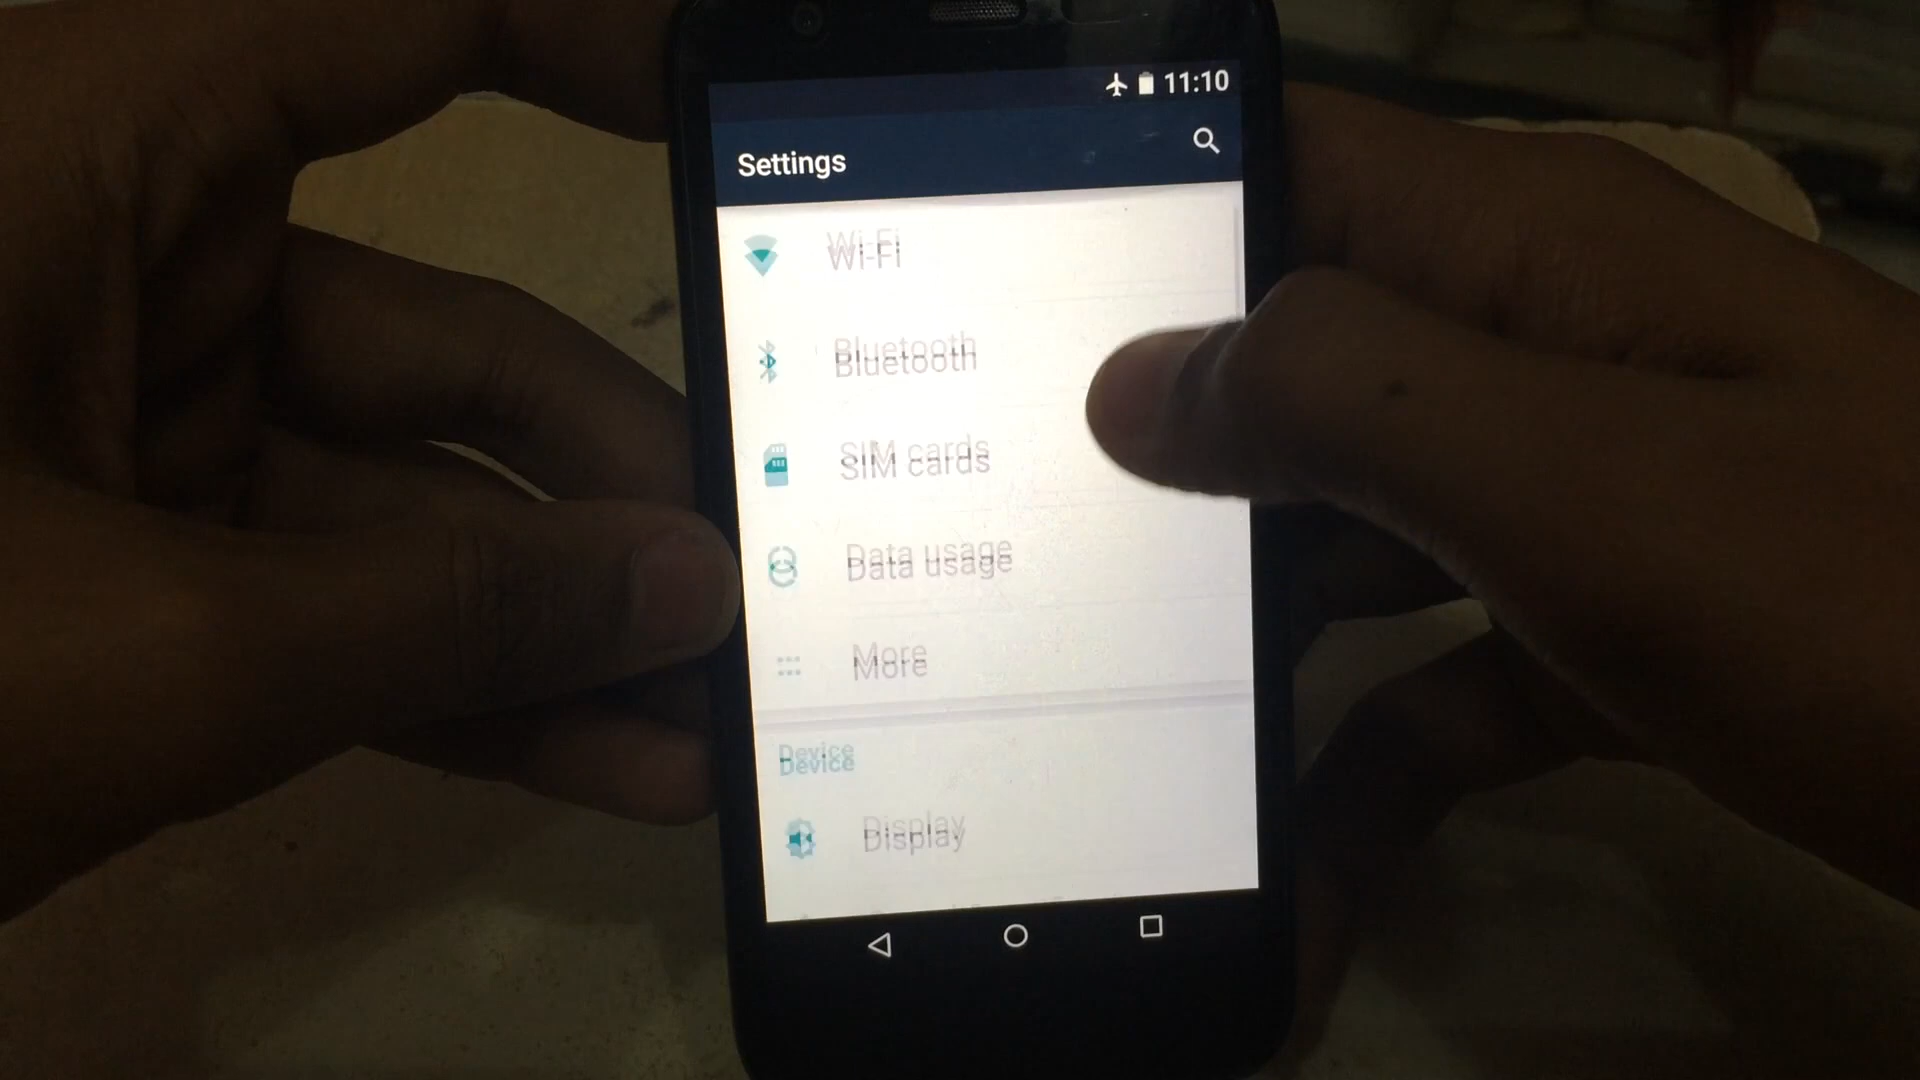 11:10
Settings
Wi-Fi
Bluetooth
SIM cards
Data usage
More
Device
Display